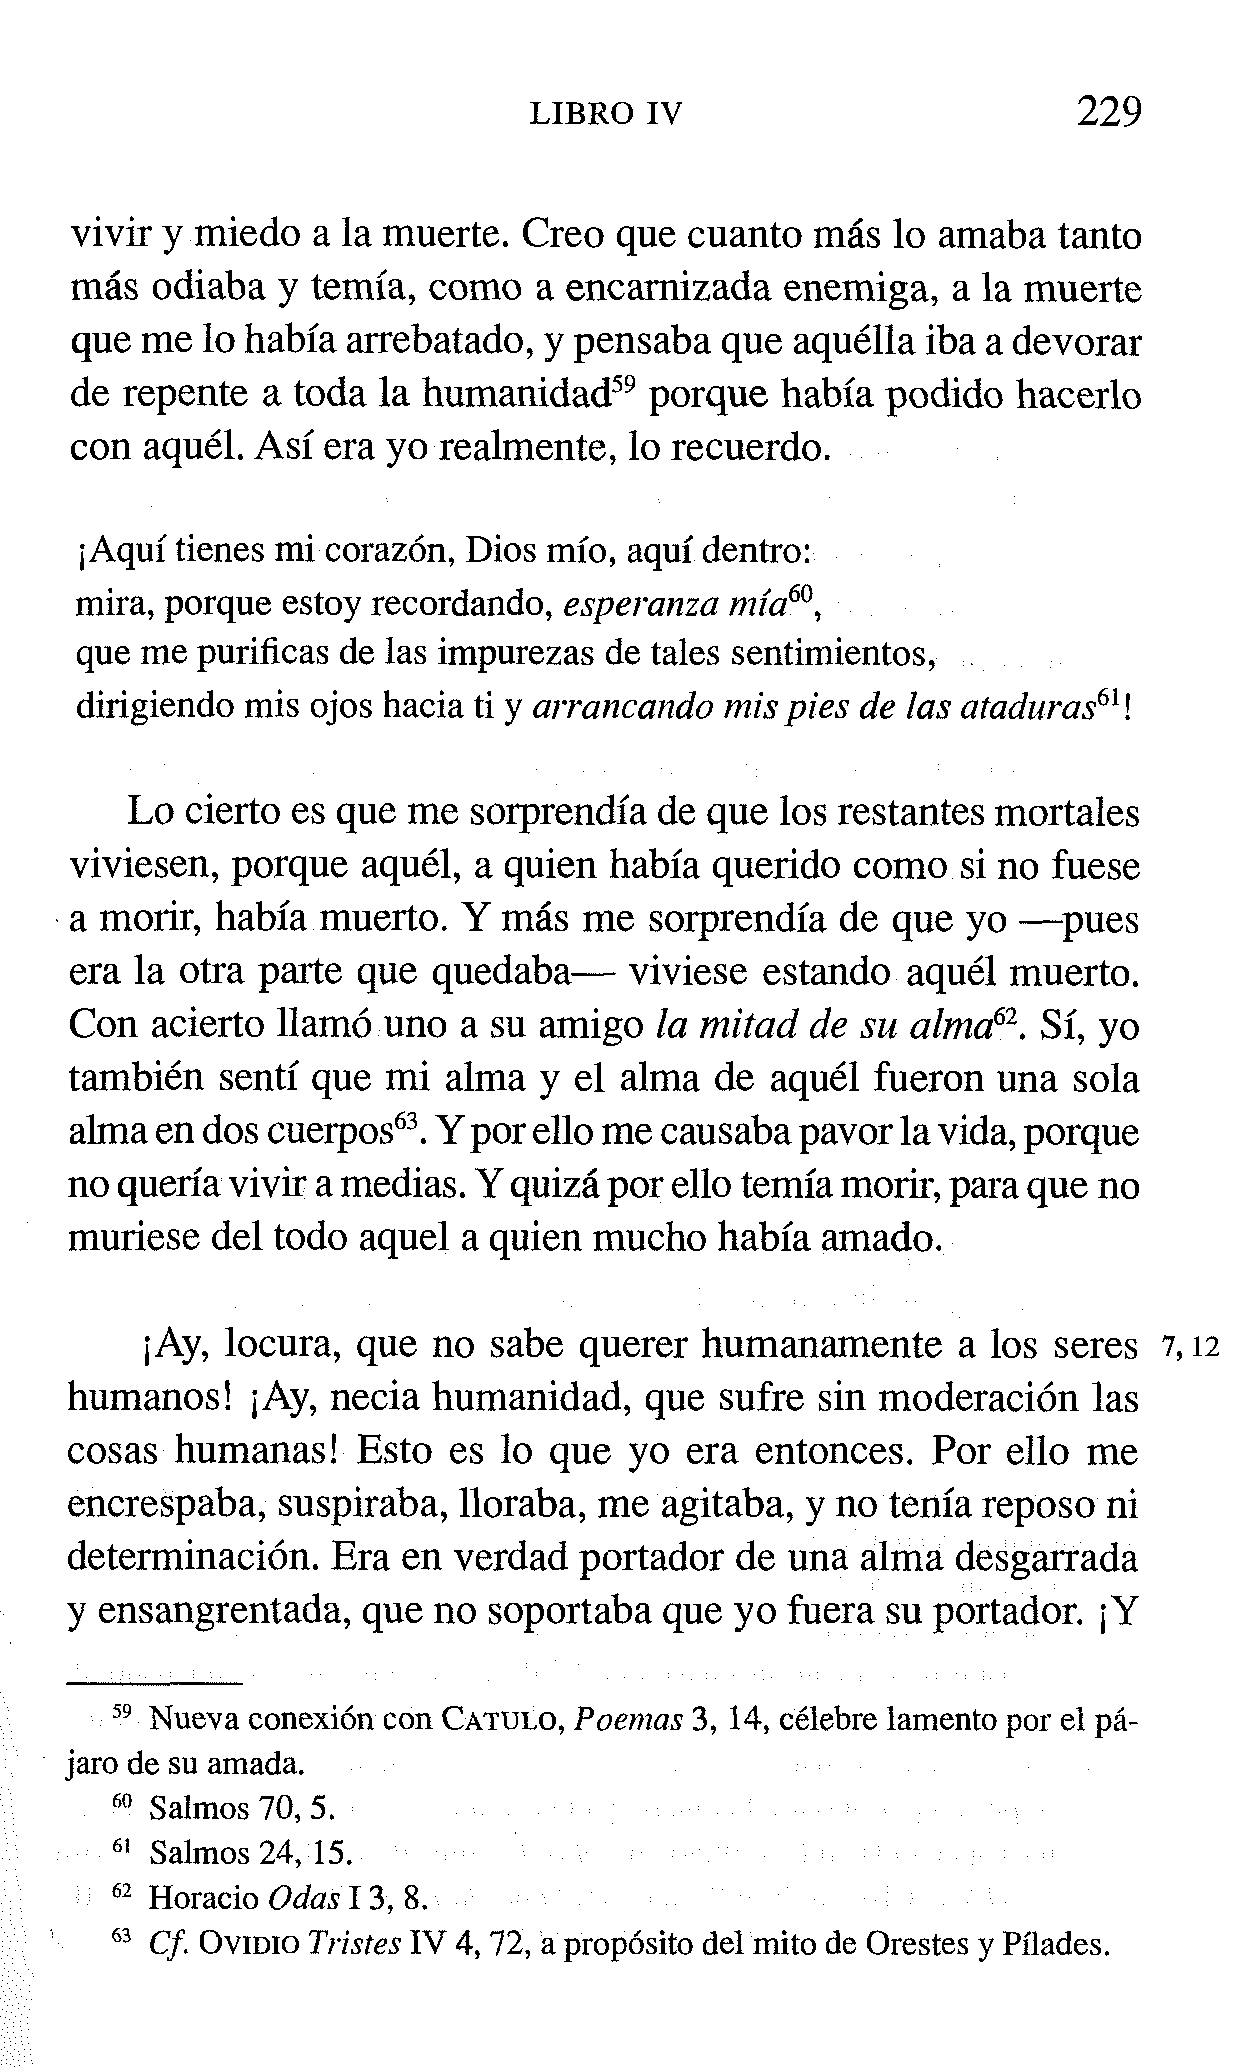 LIBRO IV 229
vivir y miedo a la muerte. Creo que cuanto más lo amaba tanto
más odiaba y temía, como a encarnizada enemiga, a la muerte
que me lo había arrebatado, y pensaba que aquélla iba a devorar
de repente a toda la humanidad⁵⁹ porque había podido hacerlo
con aquél. Así era yo realmente, lo recuerdo.
¡Aquí tienes mi corazón, Dios mío, aquí dentro:
mira, porque estoy recordando, esperanza mía⁶⁰,
que me purificas de las impurezas de tales sentimientos,
dirigiendo mis ojos hacia ti y arrancando mis pies de las ataduras⁶¹!
Lo cierto es que me sorprendía de que los restantes mortales
viviesen, porque aquél, a quien había querido como si no fuese
a morir, había muerto. Y más me sorprendía de que yo —pues
era la otra parte que quedaba— viviese estando aquél muerto.
Con acierto llamó uno a su amigo la mitad de su alma⁶². Sí, yo
también sentí que mi alma y el alma de aquél fueron una sola
alma en dos cuerpos⁶³. Y por ello me causaba pavor la vida, porque
no quería vivir a medias. Y quizá por ello temía morir, para que no
muriese del todo aquel a quien mucho había amado.
¡Ay, locura, que no sabe querer humanamente a los seres 7, 12
humanos! ¡Ay, necia humanidad, que sufre sin moderación las
cosas humanas! Esto es lo que yo era entonces. Por ello me
encrespaba, suspiraba, lloraba, me agitaba, y no tenía reposo ni
determinación. Era en verdad portador de una alma desgarrada
y ensangrentada, que no soportaba que yo fuera su portador. ¡Y
⁵⁹ Nueva conexión con CATULO, Poemas 3, 14, célebre lamento por el pá-
jaro de su amada.
⁶⁰ Salmos 70, 5.
⁶¹ Salmos 24, 15.
⁶² Horacio Odas I 3, 8.
⁶³ Cf. OVIDIO Tristes IV 4, 72, a propósito del mito de Orestes y Pílades.